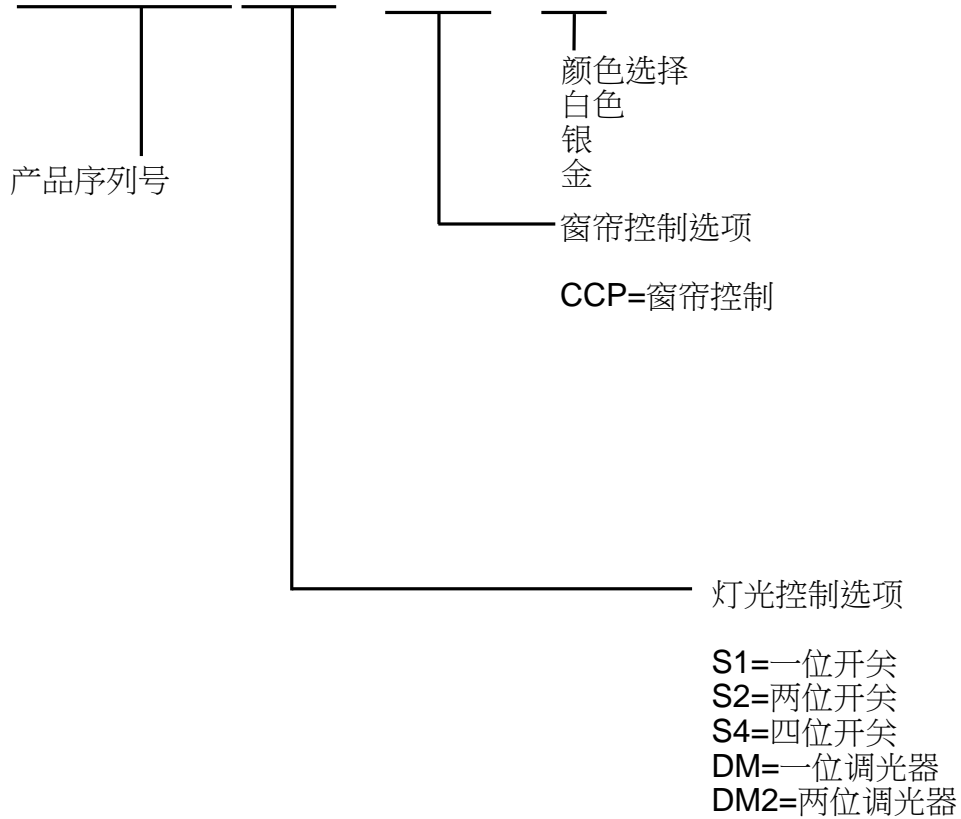 颜色选择
白色
银
金
产品序列号
窗帘控制选项
CCP=窗帘控制
灯光控制选项
S1=一位开关
S2=两位开关
S4=四位开关
DM=一位调光器
DM2=两位调光器